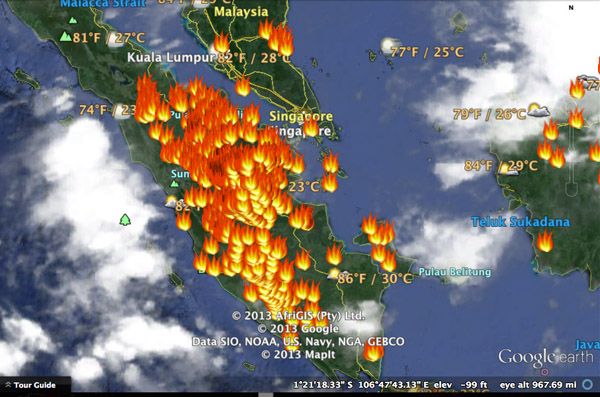 Malacca Strait
84°F / 29°C
Malaysia
N
81°F / 27°C
77°F / 25°C
Kuala Lumpur
82°F / 28°
74°F / 23
79°F / 26°C
Singapore
84°F / 29°C
23°C
Teluk Sukadana
Pulau Belitung
86°F / 30°C
© 2013 AfriGIS (Pty) Ltd.
© 2013 Google
Data SIO, NOAA, U.S. Navy, NGA, GEBCO
© 2013 MapIt
Java
Google earth
Tour Guide
1°21'18.33" S 106°47'43.13" E elev -99 ft eye alt 967.69 mi